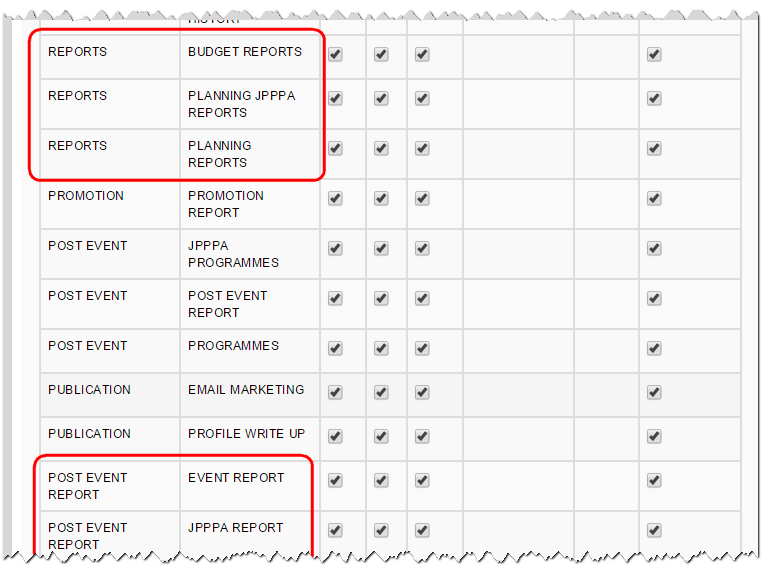 HISTORY
REPORTS BUDGET REPORTS
REPORTS PLANNING JPPPA
REPORTS
REPORTS PLANNING
REPORTS
PROMOTION PROMOTION
REPORT
POST EVENT JPPPA
PROGRAMMES
POST EVENT POST EVENT
REPORT
POST EVENT PROGRAMMES
PUBLICATION EMAIL MARKETING
PUBLICATION PROFILE WRITE UP
POST EVENT EVENT REPORT
REPORT
POST EVENT JPPPA REPORT
REPORT